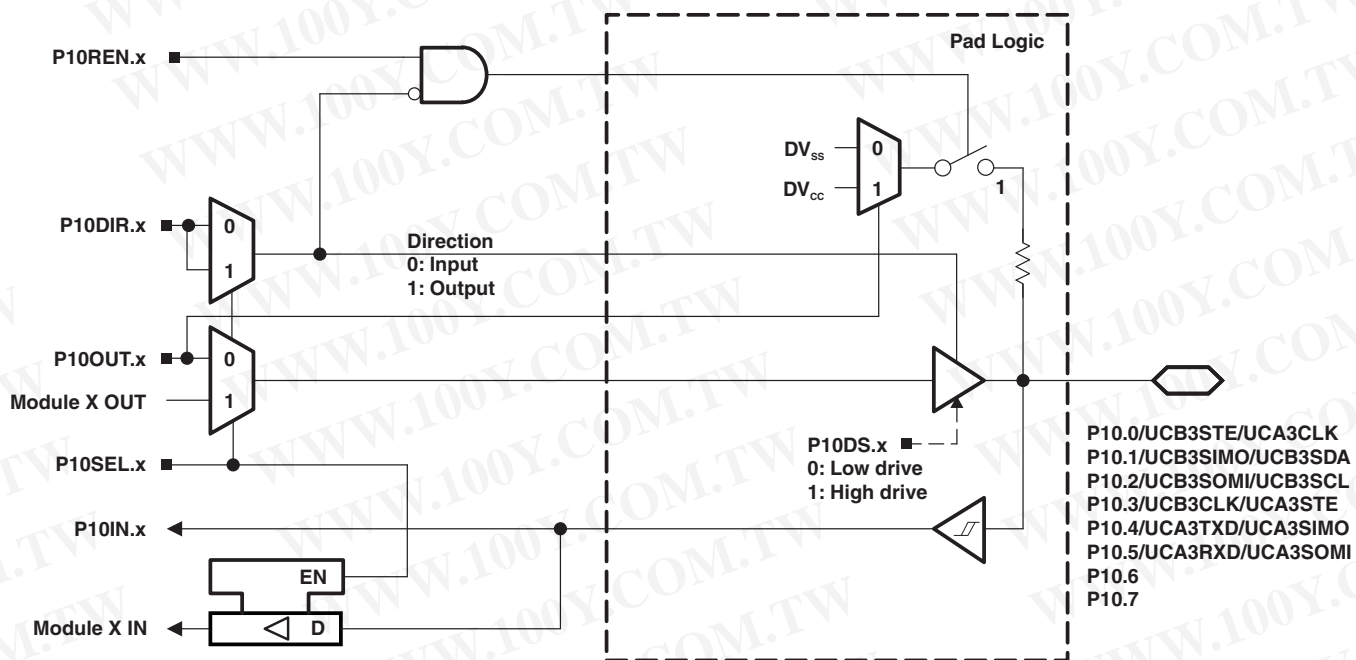 Pad Logic
P10REN.x
DVSS
0
DVCC
1
1
P10DIR.x
0
1
Direction
0: Input
1: Output
P10OUT.x
0
Module X OUT
1
P10DS.x
0: Low drive
1: High drive
P10SEL.x
P10IN.x
EN
Module X IN
D
P10.0/UCB3STE/UCA3CLK
P10.1/UCB3SIMO/UCB3SDA
P10.2/UCB3SOMI/UCB3SCL
P10.3/UCB3CLK/UCA3STE
P10.4/UCA3TXD/UCA3SIMO
P10.5/UCA3RXD/UCA3SOMI
P10.6
P10.7
WWW.100Y.COM.TW